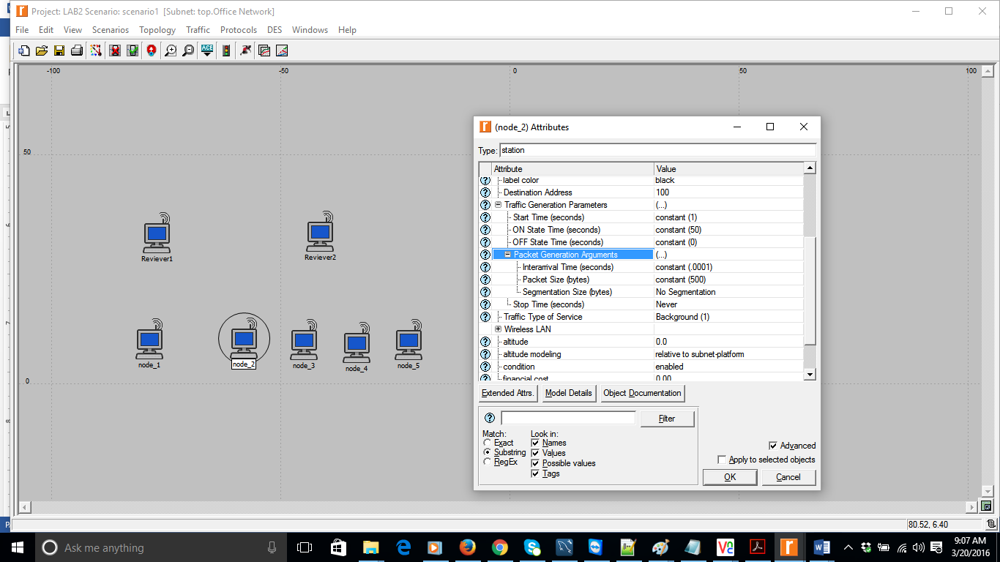 Project: LAB2 Scenario: scenario1 [Subnet: top.Office Network]
File Edit View Scenarios Topology Traffic Protocols DES Windows Help
ACE
-100 -50 0 50 100
50
0
Reviever1
Reviever2
node_1
node_2
node_3
node_4
node_5
(node_2) Attributes
Type: station
Attribute Value
label color black
Destination Address 100
Traffic Generation Parameters (...)
Start Time (seconds) constant (1)
ON State Time (seconds) constant (50)
OFF State Time (seconds) constant (0)
Packet Generation Arguments (...)
Interarrival Time (seconds) constant (.0001)
Packet Size (bytes) constant (500)
Segmentation Size (bytes) No Segmentation
Stop Time (seconds) Never
Traffic Type of Service Background (1)
Wireless LAN
altitude 0.0
altitude modeling relative to subnet-platform
condition enabled
financial cost 0.00
Extended Attrs. Model Details Object Documentation
Filter
Match: Look in:
Exact Names
Substring Values
RegEx Possible values
Tags
Advanced
Apply to selected objects
OK Cancel
80.52, 6.40
Ask me anything
9:07 AM
3/20/2016